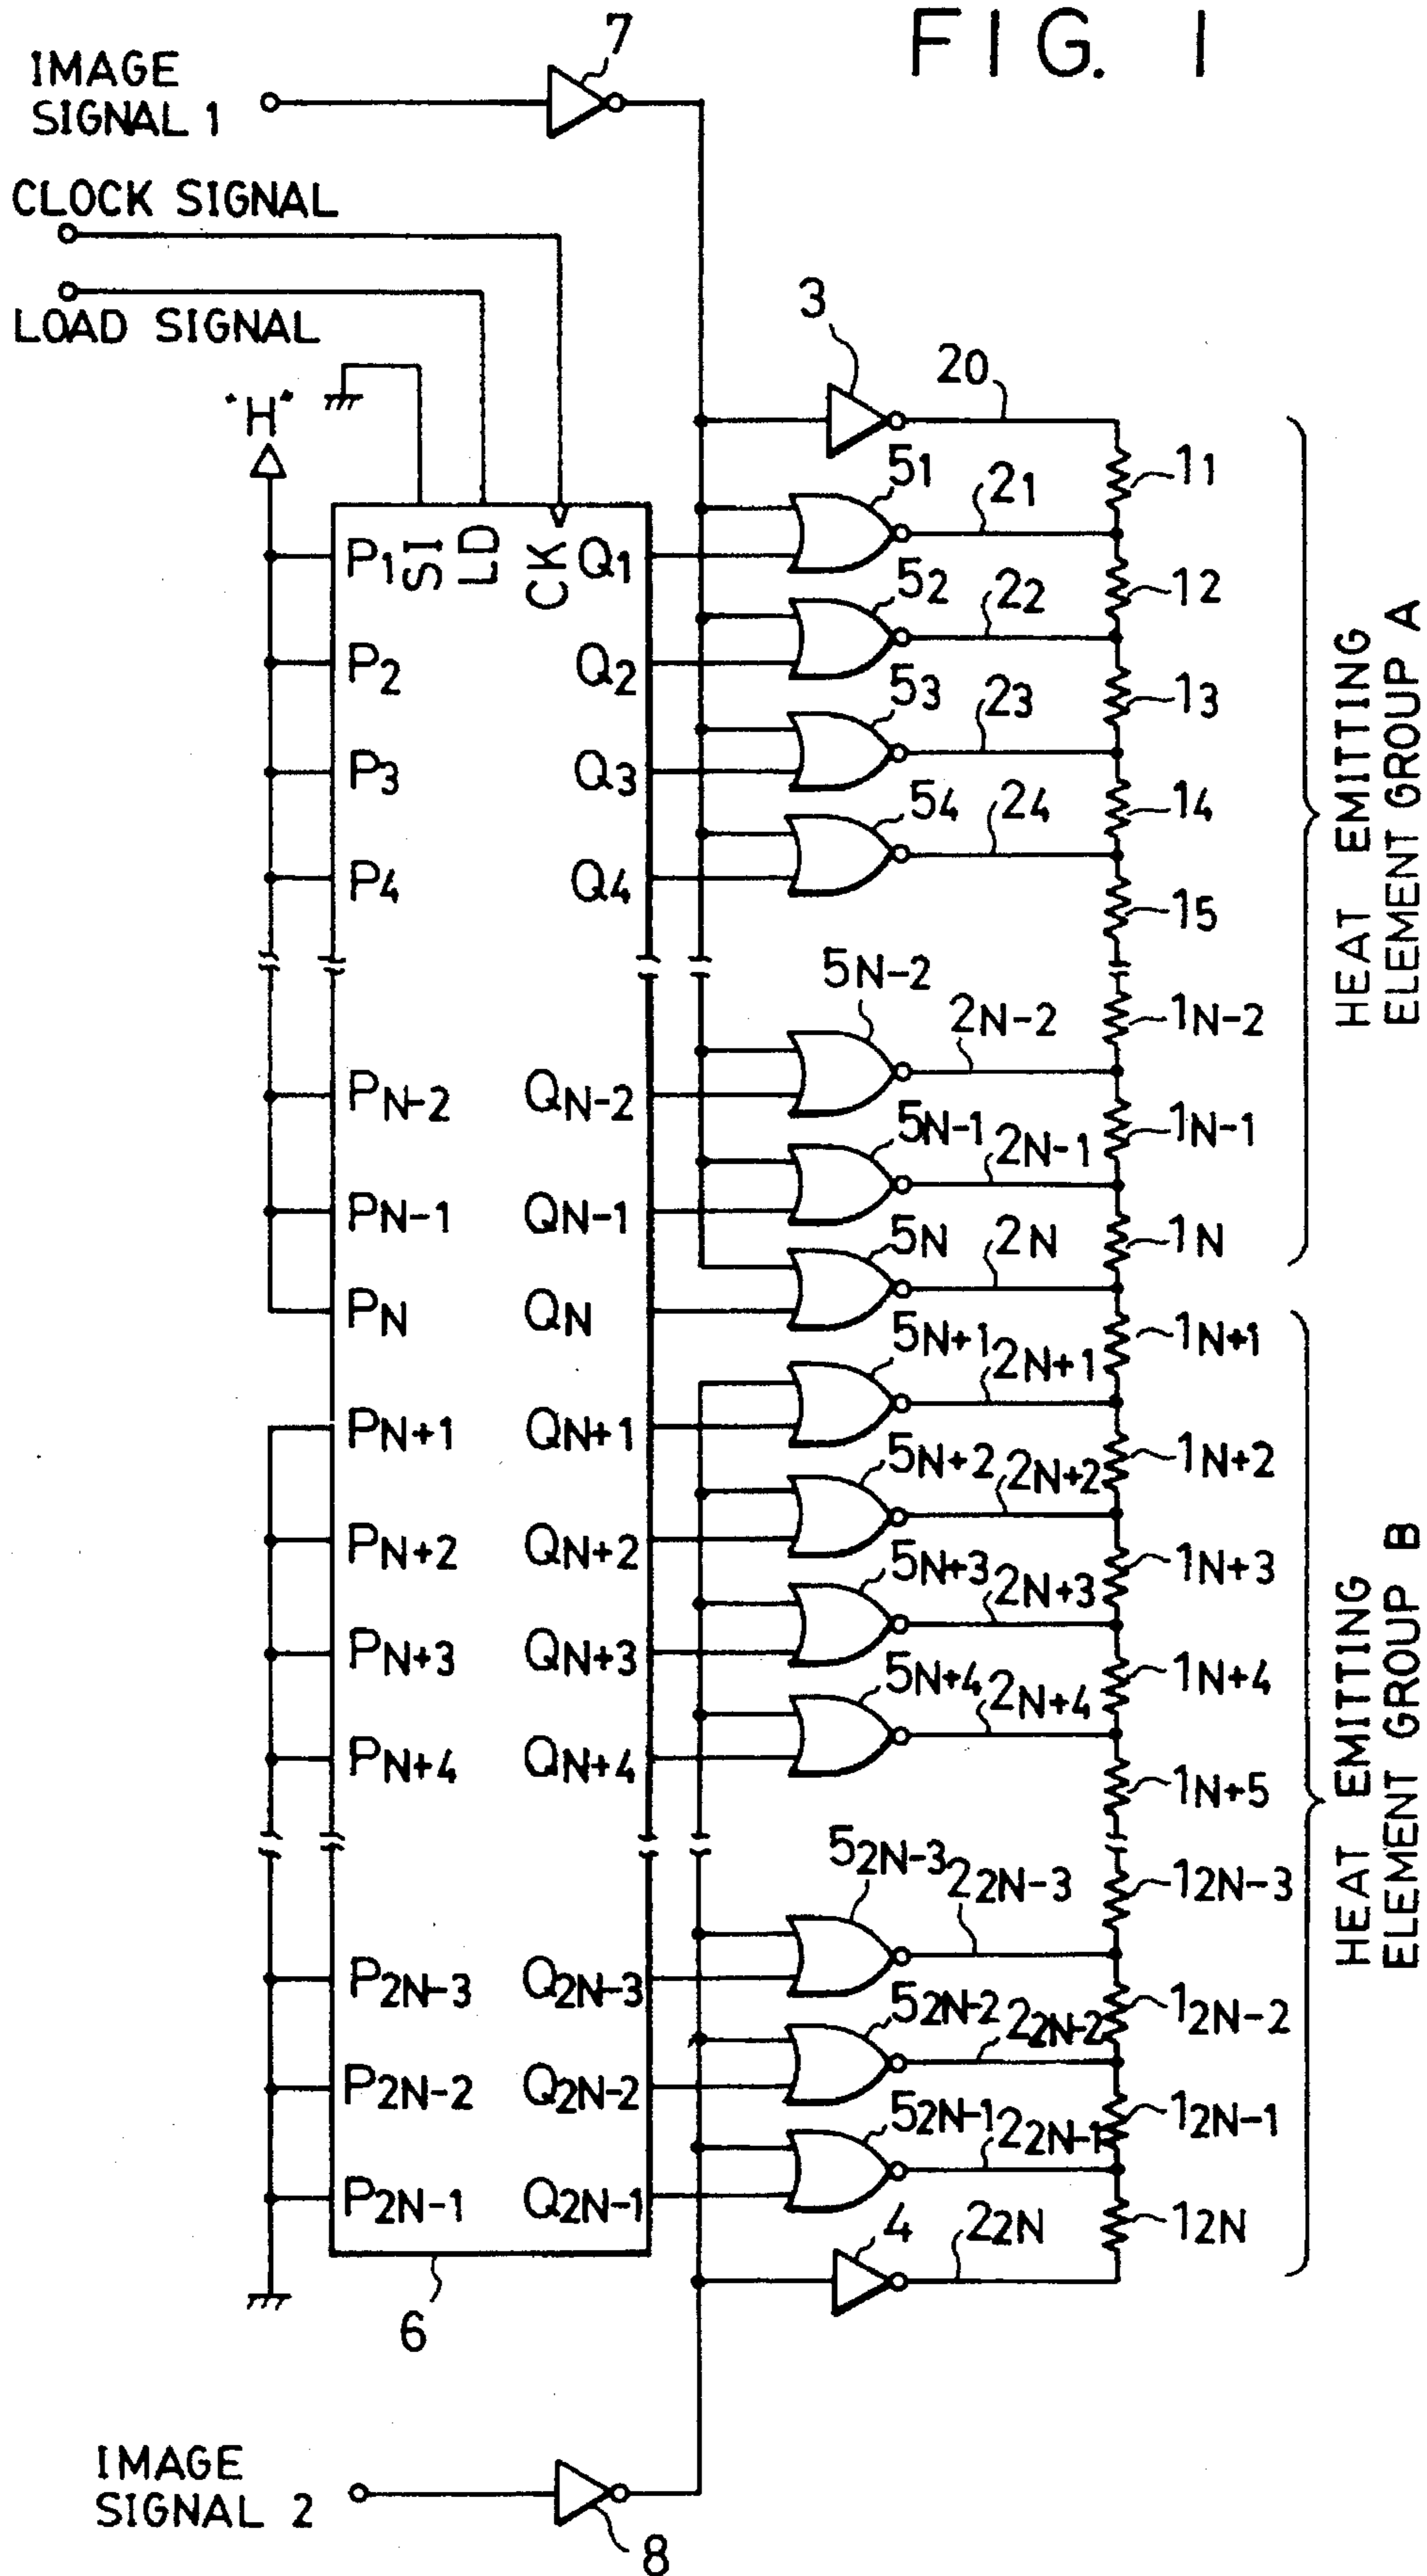 FIG. 1
IMAGE
SIGNAL 1
7
CLOCK SIGNAL
LOAD SIGNAL
"H"
3
20
SI
LD
CK
P1
Q1
51
21
11
P2
Q2
52
22
12
P3
Q3
53
23
13
P4
Q4
54
24
14
15
PN-2
QN-2
5N-2
2N-2
1N-2
PN-1
QN-1
5N-1
2N-1
1N-1
PN
QN
5N
2N
1N
HEAT EMITTING
ELEMENT GROUP A
PN+1
QN+1
5N+1
2N+1
1N+1
PN+2
QN+2
5N+2
2N+2
1N+2
PN+3
QN+3
5N+3
2N+3
1N+3
PN+4
QN+4
5N+4
2N+4
1N+4
1N+5
P2N-3
Q2N-3
52N-3
22N-3
12N-3
P2N-2
Q2N-2
52N-2
22N-2
12N-2
P2N-1
Q2N-1
52N-1
22N-1
12N-1
4
22N
12N
HEAT EMITTING
ELEMENT GROUP B
6
IMAGE
SIGNAL 2
8